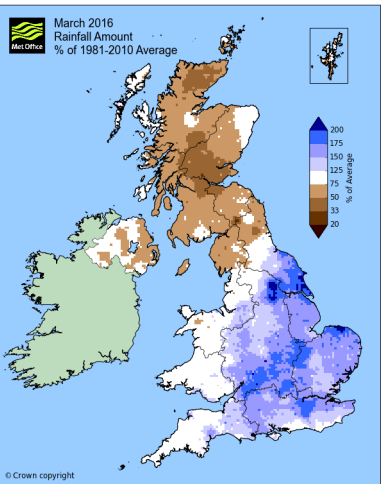 Met Office
March 2016
Rainfall Amount
% of 1981-2010 Average
200
175
150
125
75
50
33
20
% of Average
© Crown copyright